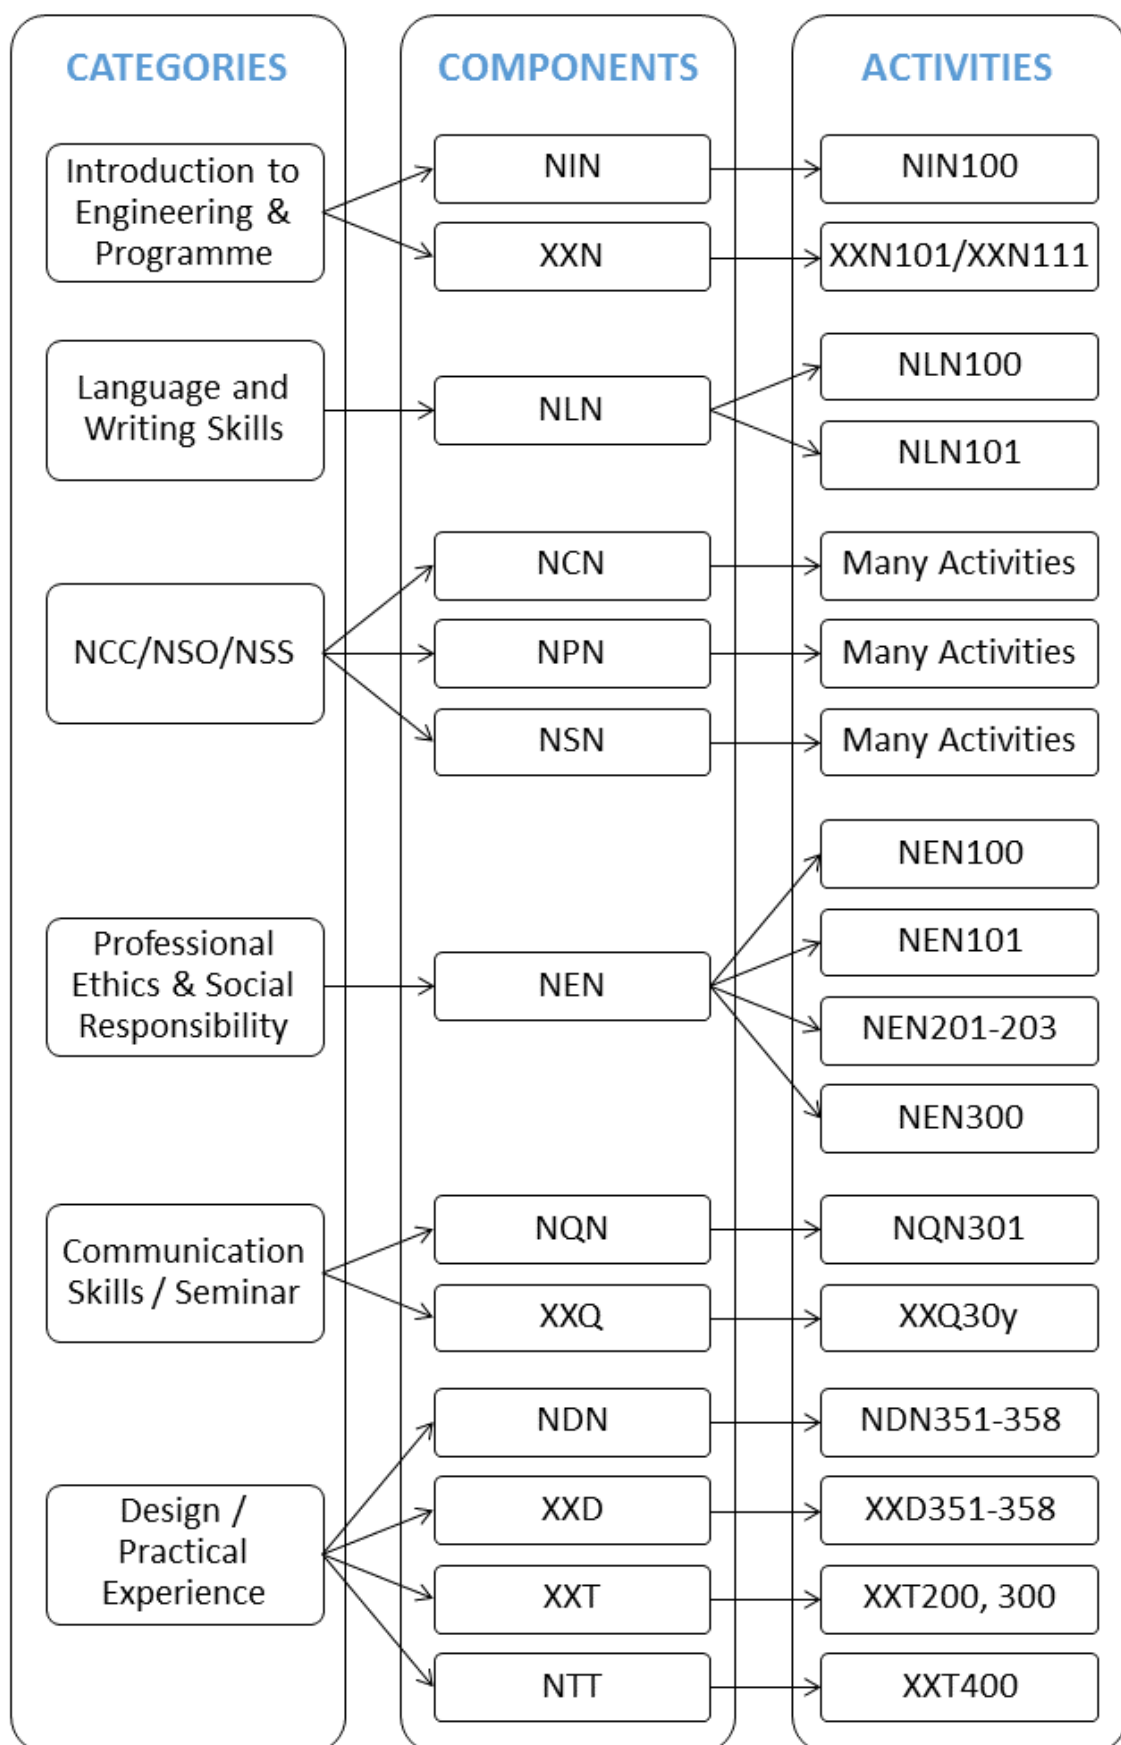 CATEGORIES
COMPONENTS
ACTIVITIES
Introduction to
Engineering &
Programme
NIN
NIN100
XXN
XXN101/XXN111
Language and
Writing Skills
NLN
NLN100
NLN101
NCC/NSO/NSS
NCN
Many Activities
NPN
Many Activities
NSN
Many Activities
Professional
Ethics & Social
Responsibility
NEN
NEN100
NEN101
NEN201-203
NEN300
Communication
Skills / Seminar
NQN
NQN301
XXQ
XXQ30y
Design /
Practical
Experience
NDN
NDN351-358
XXD
XXD351-358
XXT
XXT200, 300
NTT
XXT400